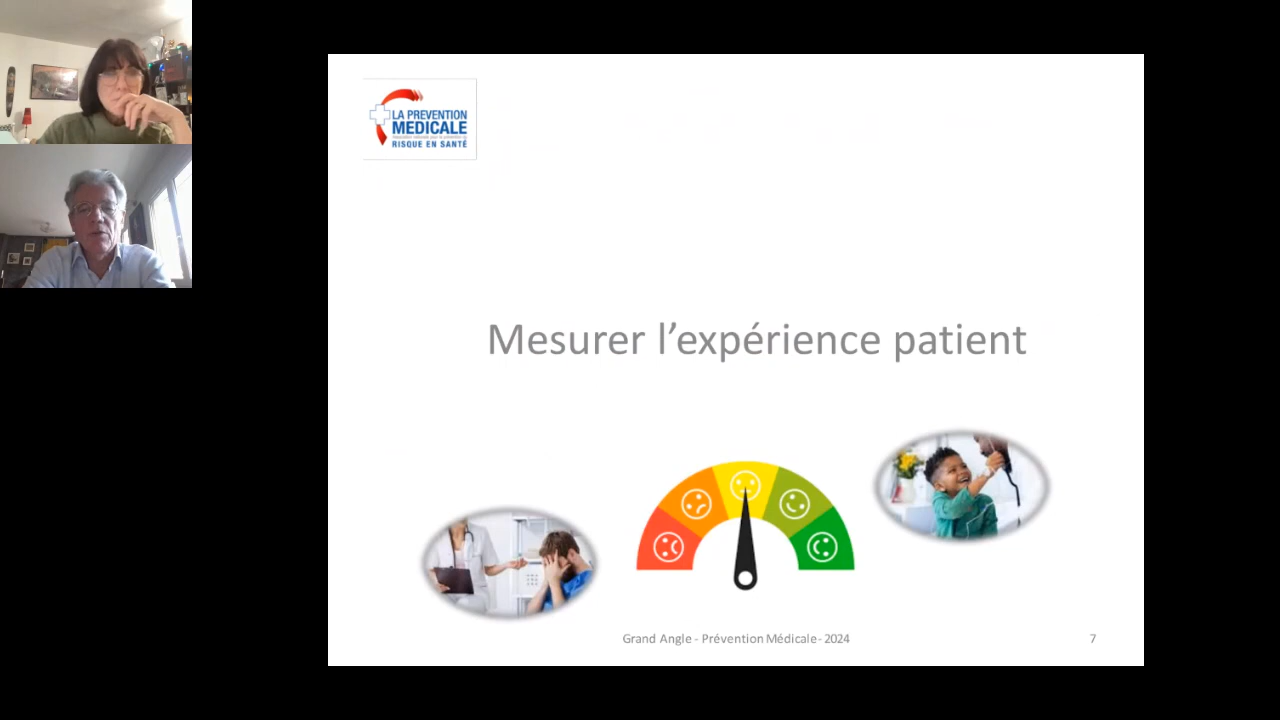 LA PREVENTION
MEDICALE
RISQUE EN SANTÉ
Mesurer l’expérience patient
Grand Angle - Prévention Médicale - 2024
7